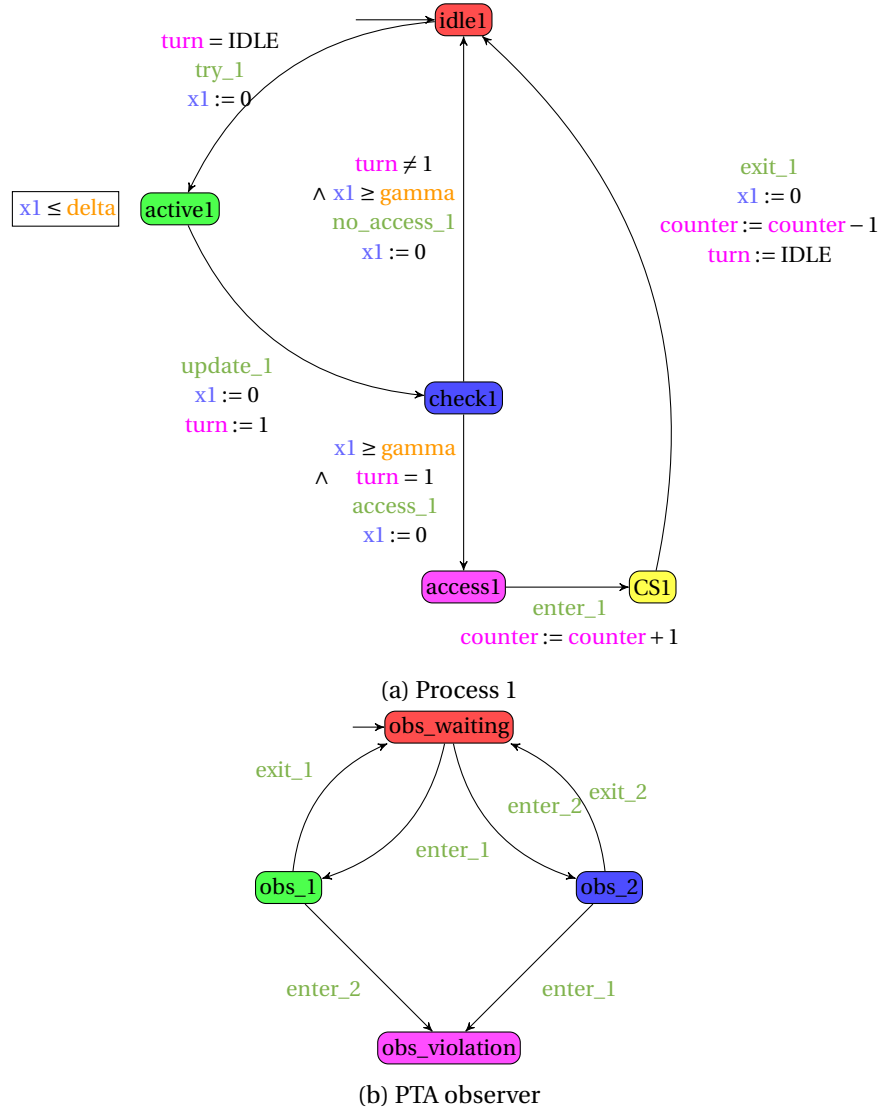 idle1
turn = IDLE
try_1
x1 := 0
turn ≠ 1
∧ x1 ≥ gamma
no_access_1
x1 := 0
exit_1
x1 := 0
counter := counter − 1
turn := IDLE
x1 ≤ delta
active1
update_1
x1 := 0
turn := 1
check1
x1 ≥ gamma
∧ turn = 1
access_1
x1 := 0
access1
CS1
enter_1
counter := counter + 1
(a) Process 1
obs_waiting
exit_1
enter_1
enter_2
exit_2
obs_1
obs_2
enter_2
enter_1
obs_violation
(b) PTA observer